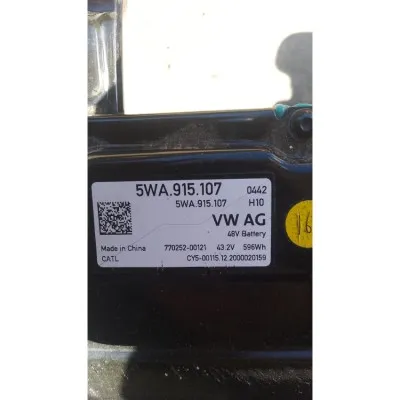 5WA.915.107 0442
5WA.915.107 H10
VW AG
48V Battery
Made in China 770252-00121 43.2V 596Wh
CATL CY5-00115.12.2000020159